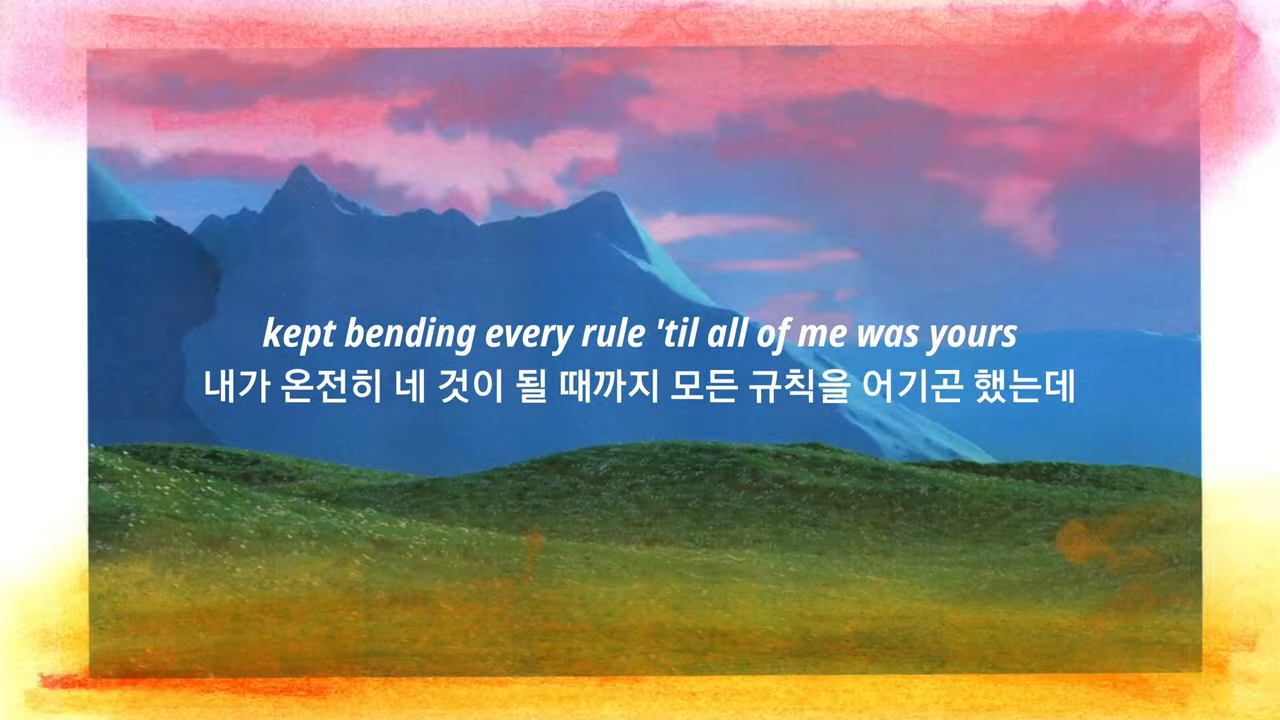 kept bending every rule 'til all of me was yours
내가 온전히 네 것이 될 때까지 모든 규칙을 어기곤 했는데